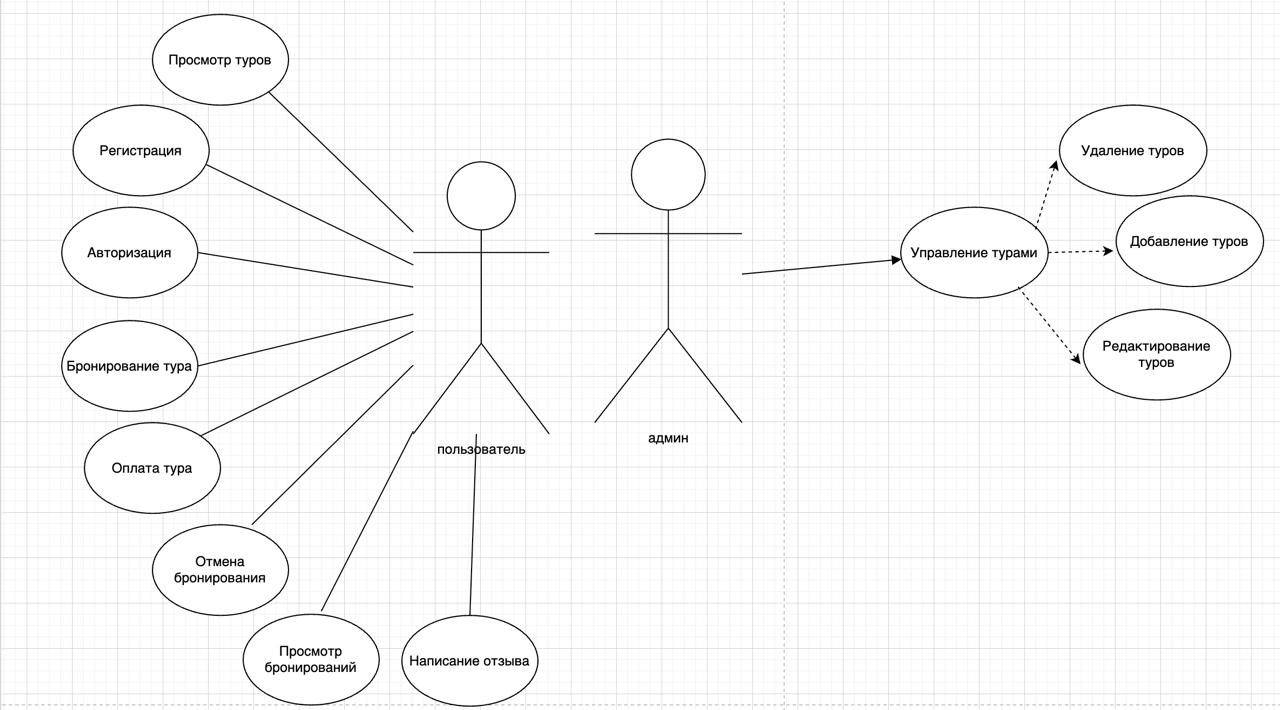 Просмотр туров
Регистрация
Авторизация
Бронирование тура
Оплата тура
Отмена
бронирования
Просмотр
бронирований
Написание отзыва
пользователь
админ
Управление турами
Удаление туров
Добавление туров
Редактирование
туров